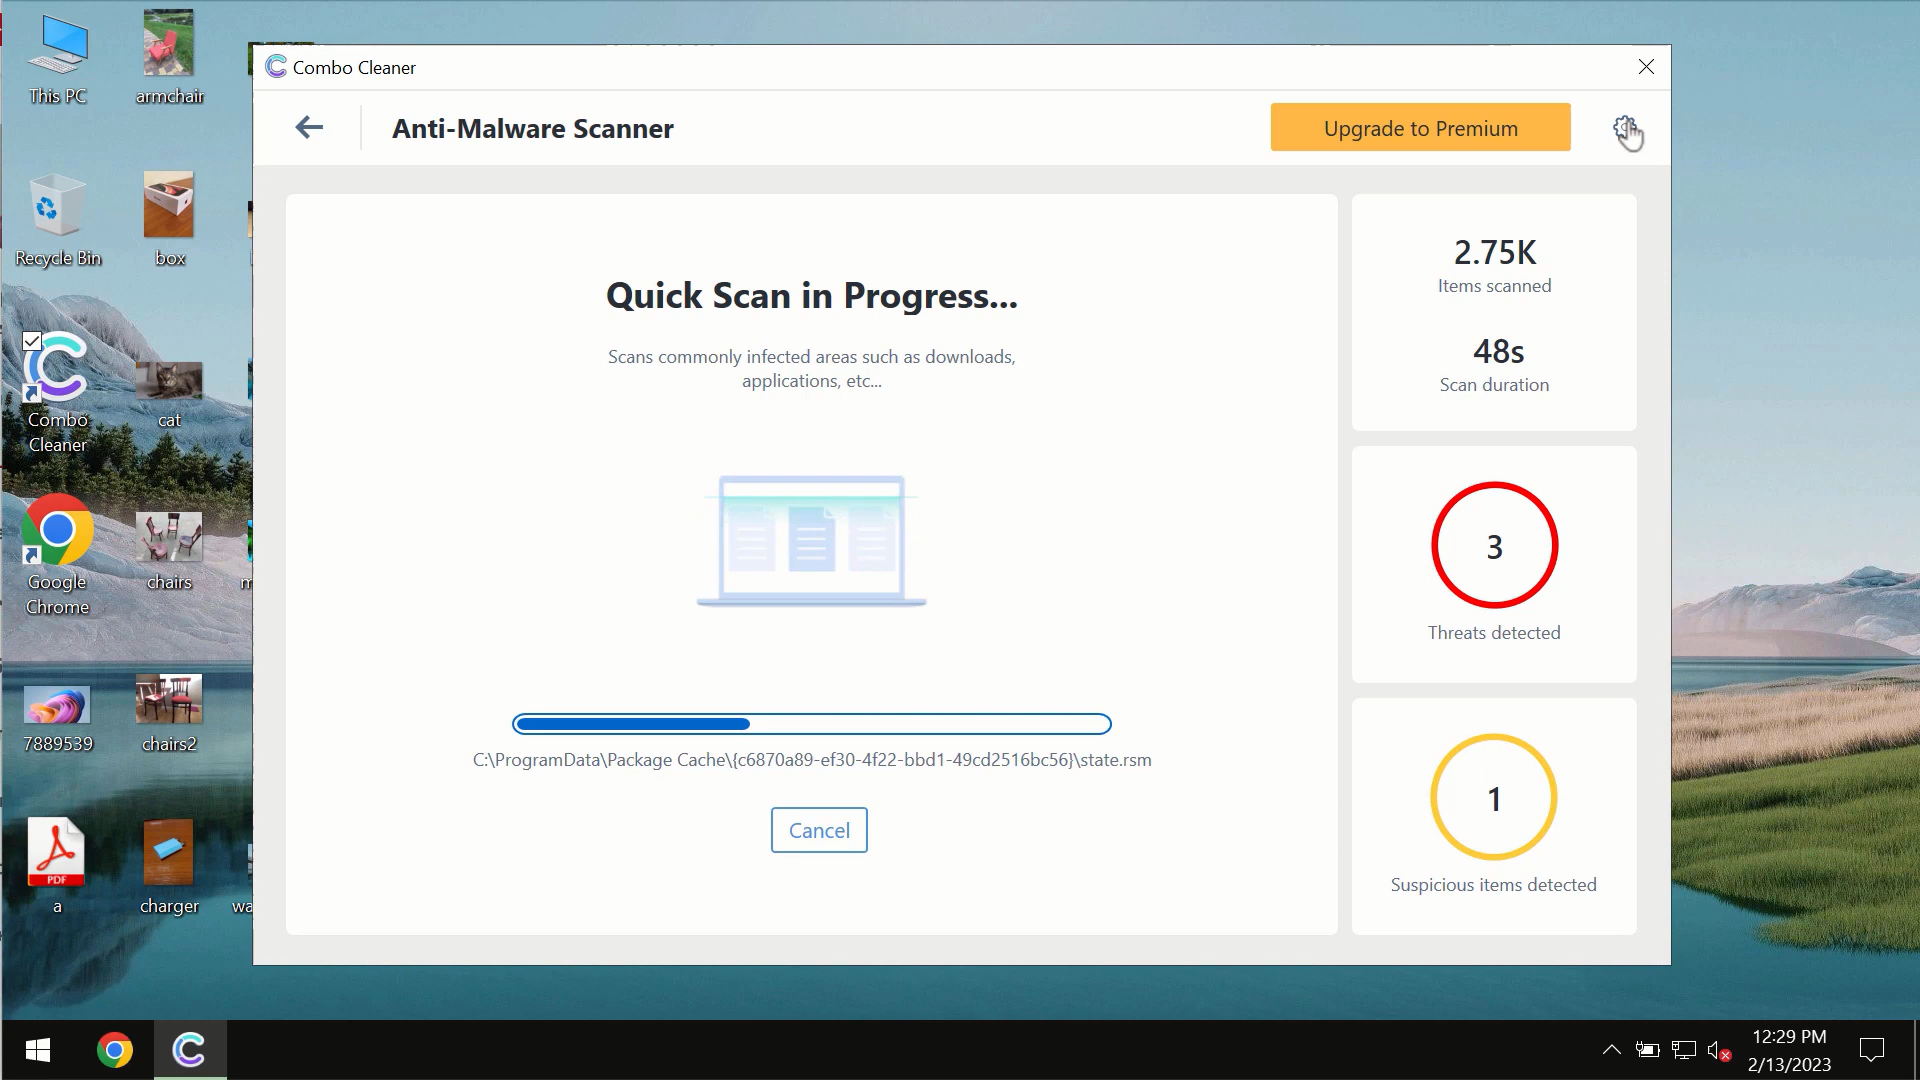 This PC
armchair
Recycle Bin
box
Combo
Cleaner
cat
Google
Chrome
chairs
m
7889539
chairs2
PDF
a
charger
wa
Combo Cleaner
Anti-Malware Scanner
Upgrade to Premium
Quick Scan in Progress...
Scans commonly infected areas such as downloads,
applications, etc...
C:\ProgramData\Package Cache\{c6870a89-ef30-4f22-bbd1-49cd2516bc56}\state.rsm
Cancel
2.75K
Items scanned
48s
Scan duration
3
Threats detected
1
Suspicious items detected
12:29 PM
2/13/2023